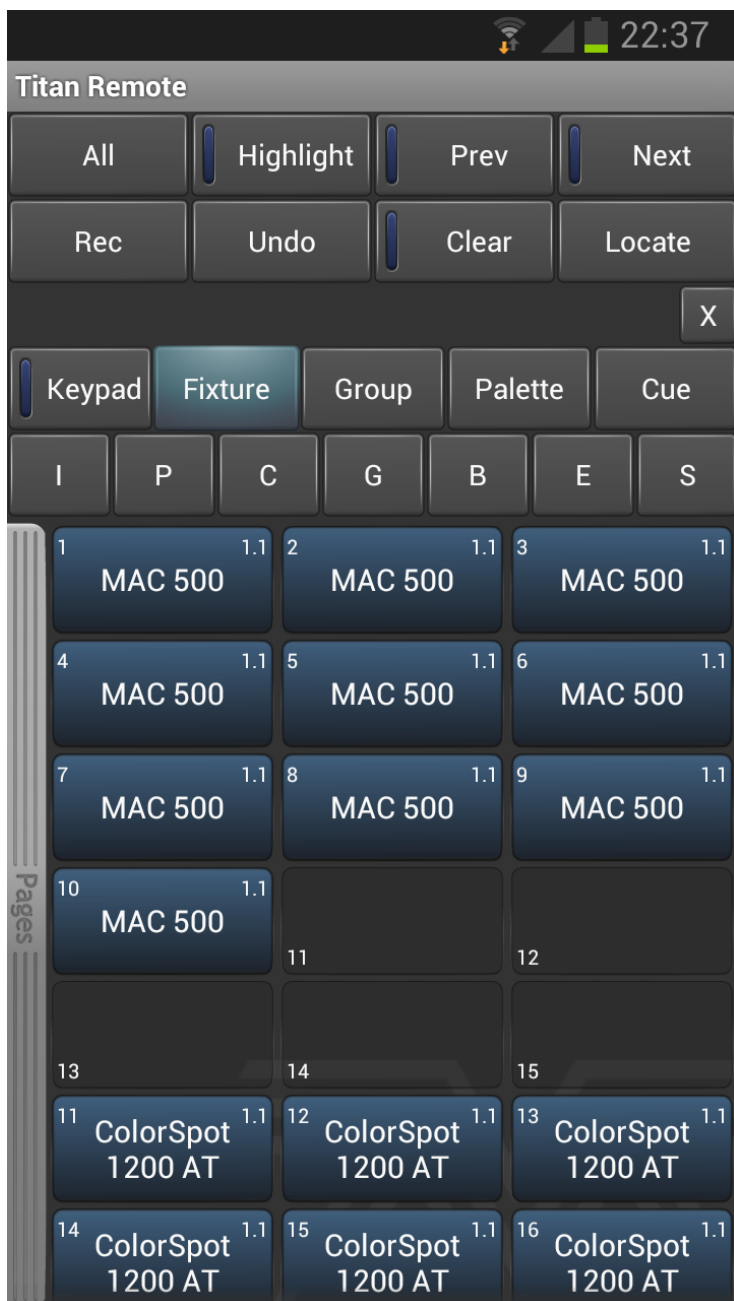 22:37
Titan Remote
All Highlight Prev Next
Rec Undo Clear Locate
X
Keypad Fixture Group Palette Cue
I P C G B E S
1 1.1 2 1.1 3 1.1
MAC 500 MAC 500 MAC 500
4 1.1 5 1.1 6 1.1
MAC 500 MAC 500 MAC 500
7 1.1 8 1.1 9 1.1
MAC 500 MAC 500 MAC 500
Pages
10 1.1
MAC 500
11 12
13 14 15
11 1.1 12 1.1 13 1.1
ColorSpot ColorSpot ColorSpot
1200 AT 1200 AT 1200 AT
14 1.1 15 1.1 16 1.1
ColorSpot ColorSpot ColorSpot
1200 AT 1200 AT 1200 AT